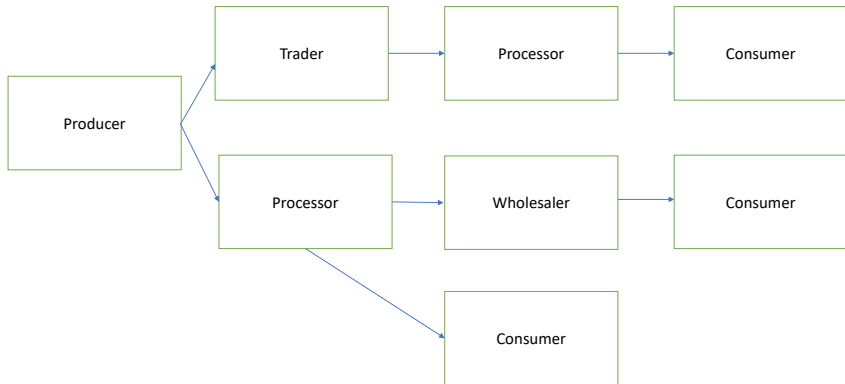 Trader
Processor
Consumer
Producer
Processor
Wholesaler
Consumer
Consumer